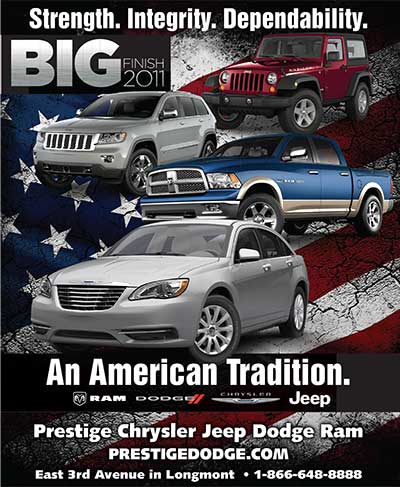 Strength. Integrity. Dependability.
BIG FINISH 2011
An American Tradition.
RAM DODGE CHRYSLER Jeep
Prestige Chrysler Jeep Dodge Ram
PRESTIGEDODGE.COM
East 3rd Avenue in Longmont • 1-866-648-8888